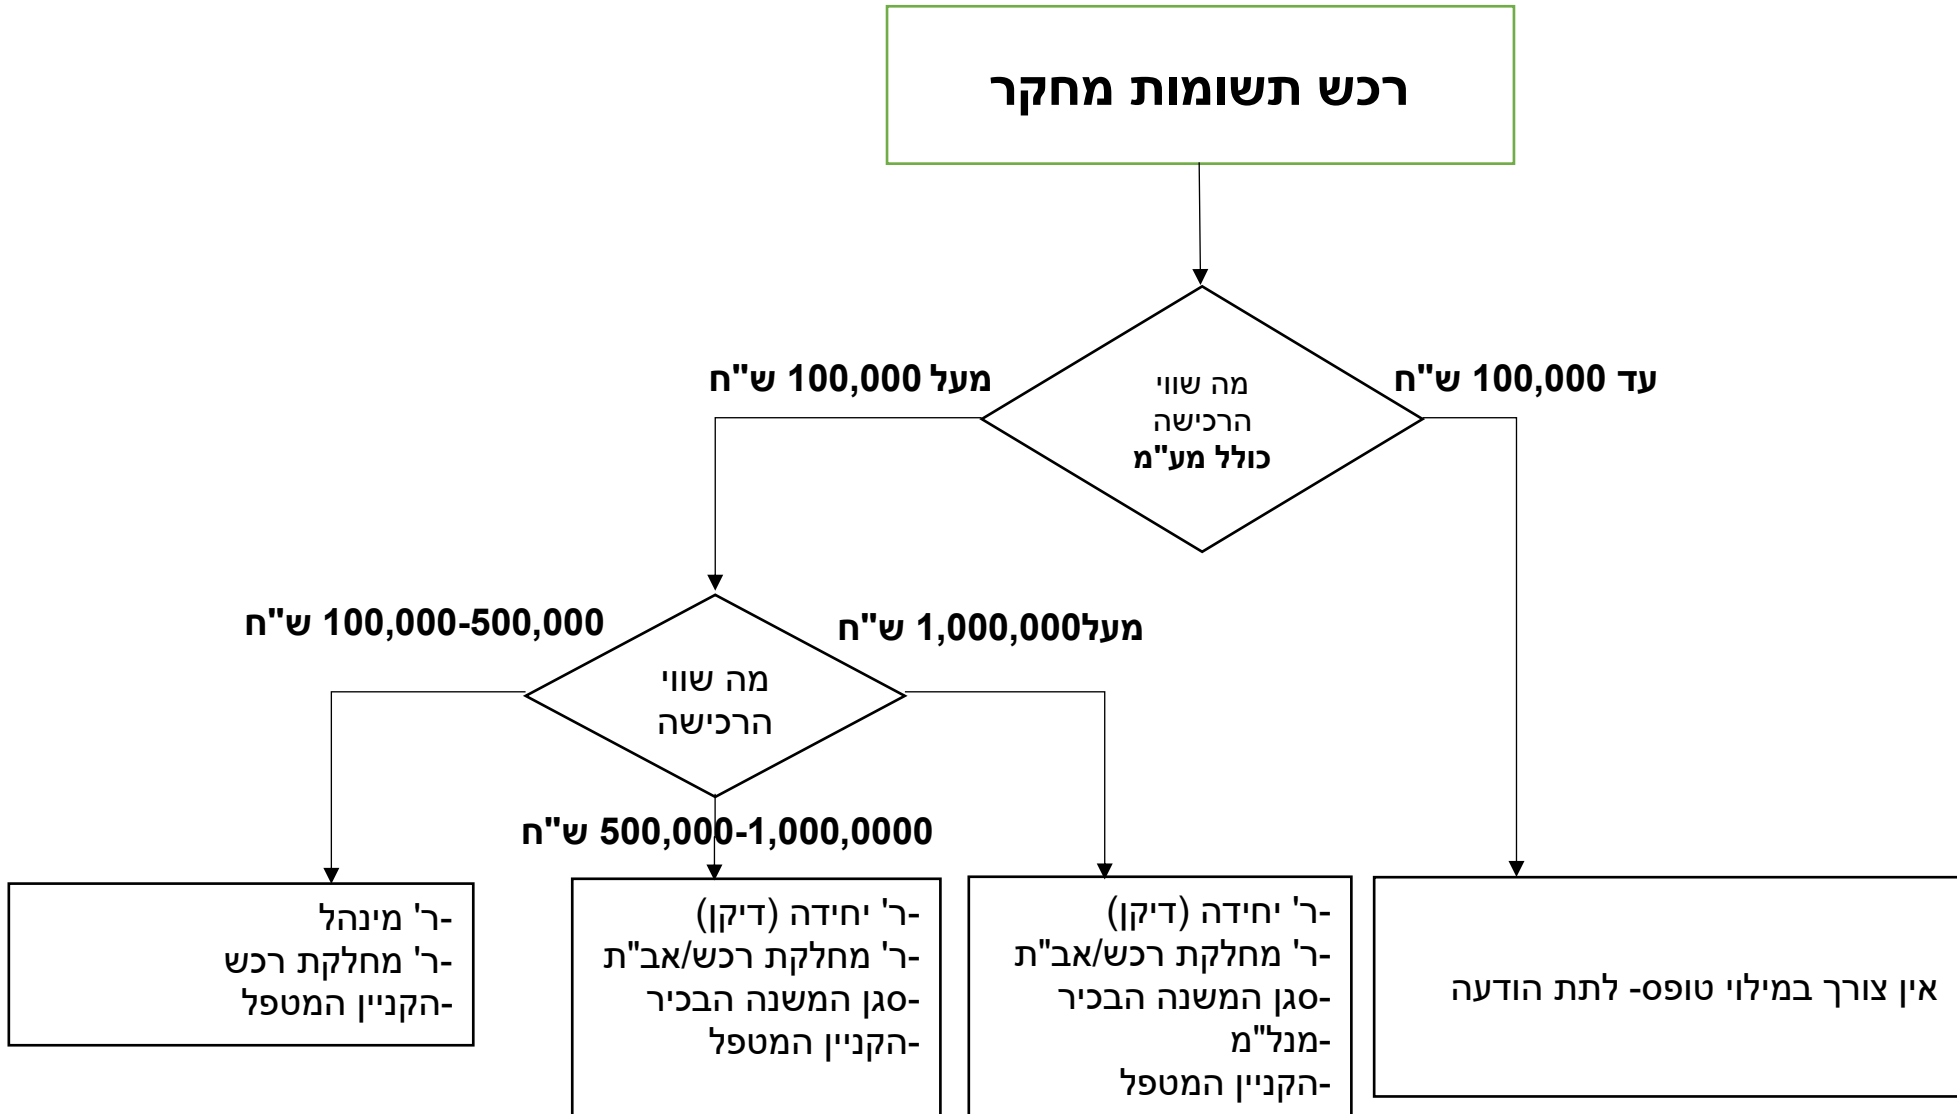 רכש תשומות מחקר
עד 100,000 ש"ח
מעל 100,000 ש"ח
מה שווי
הרכישה
כולל מע"מ
מעל1,000,000 ש"ח
100,000-500,000 ש"ח
מה שווי
הרכישה
500,000-1,000,0000 ש"ח
אין צורך במילוי טופס- לתת הודעה
-ר' יחידה (דיקן)
-ר' מחלקת רכש/אב"ת
-סגן המשנה הבכיר
-מנל"מ
-הקניין המטפל
-ר' יחידה (דיקן)
-ר' מחלקת רכש/אב"ת
-סגן המשנה הבכיר
-הקניין המטפל
-ר' מינהל
-ר' מחלקת רכש
-הקניין המטפל